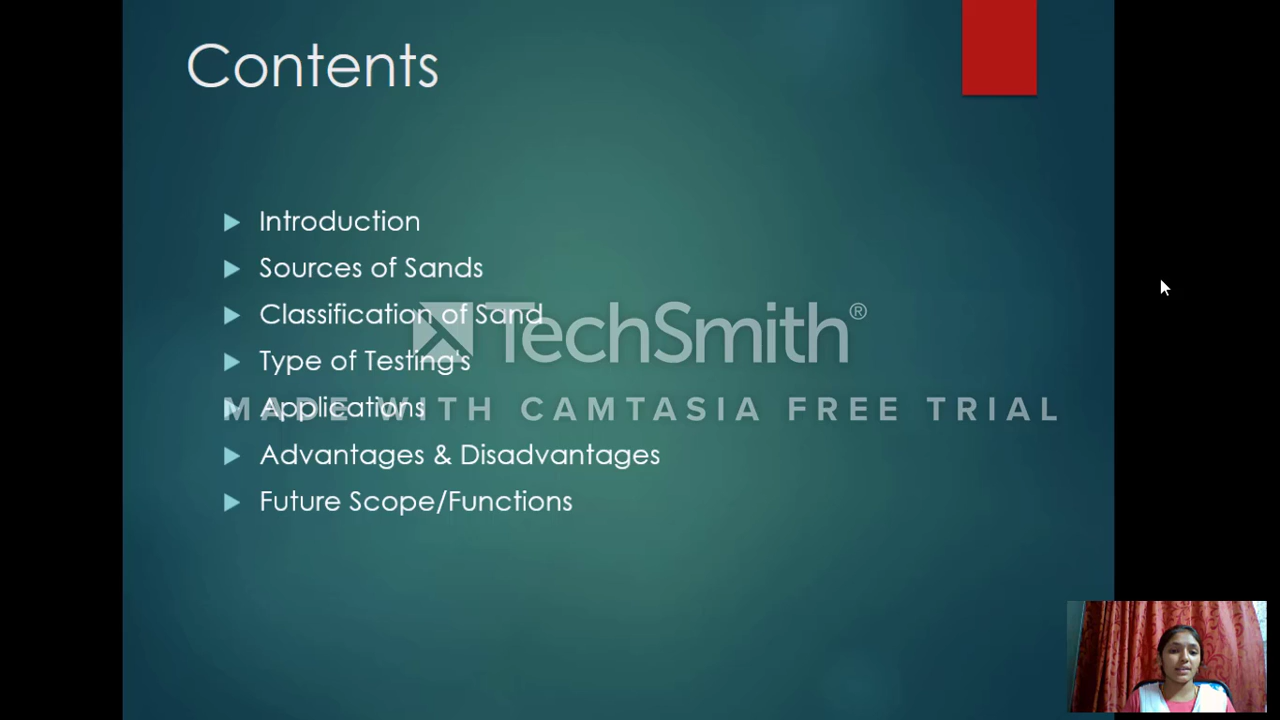 Contents
Introduction
Sources of Sands
Classification of Sand
TechSmith®
Type of Testing's
Applications
MADE WITH CAMTASIA FREE TRIAL
Advantages & Disadvantages
Future Scope/Functions